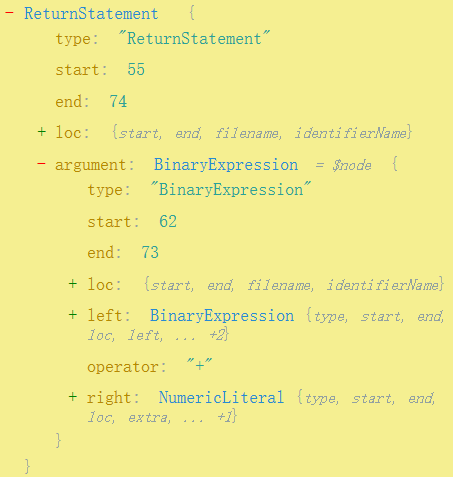 - ReturnStatement {
type: "ReturnStatement"
start: 55
end: 74
+ loc: {start, end, filename, identifierName}
- argument: BinaryExpression = $node {
type: "BinaryExpression"
start: 62
end: 73
+ loc: {start, end, filename, identifierName}
+ left: BinaryExpression {type, start, end,
loc, left, ... +2}
operator: "+"
+ right: NumericLiteral {type, start, end,
loc, extra, ... +1}
}
}